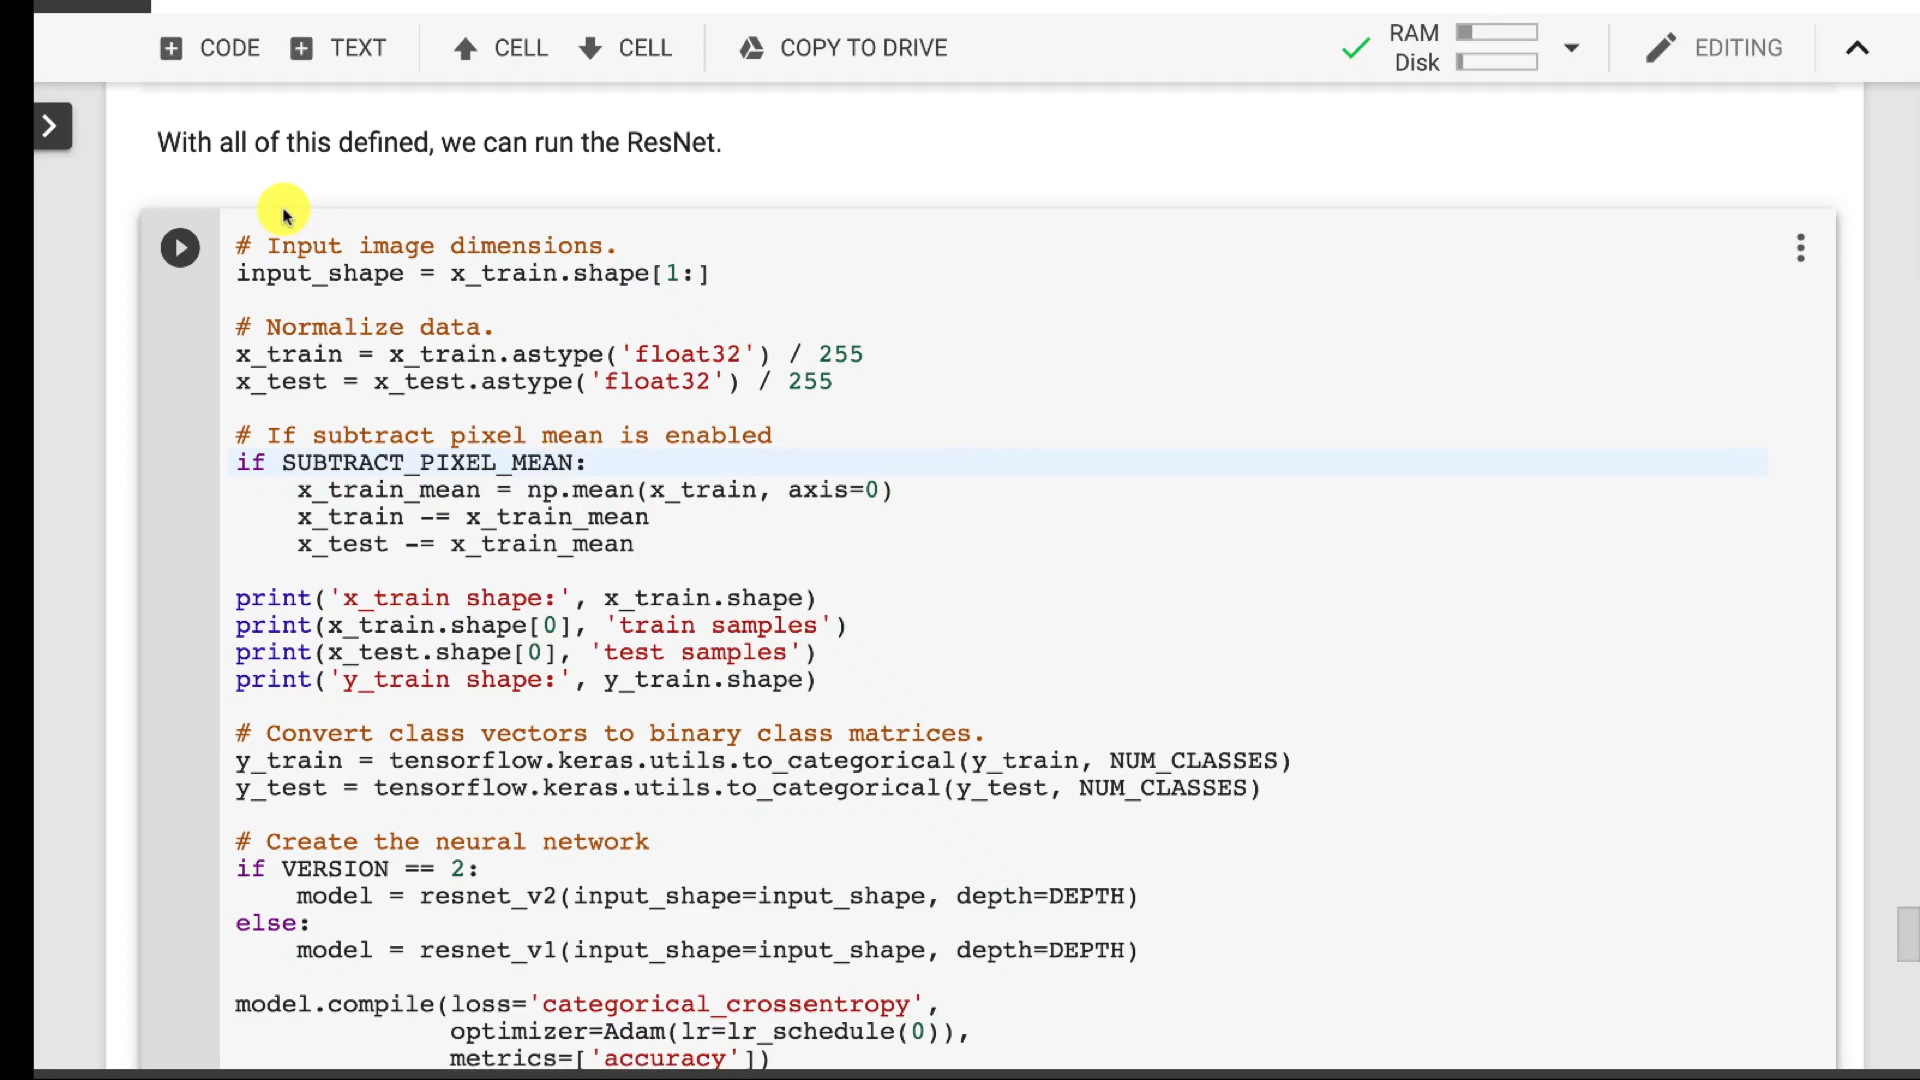 CODE TEXT CELL CELL COPY TO DRIVE RAM Disk EDITING
With all of this defined, we can run the ResNet.
# Input image dimensions.
input_shape = x_train.shape[1:]
# Normalize data.
x_train = x_train.astype('float32') / 255
x_test = x_test.astype('float32') / 255
# If subtract pixel mean is enabled
if SUBTRACT_PIXEL_MEAN:
    x_train_mean = np.mean(x_train, axis=0)
    x_train -= x_train_mean
    x_test -= x_train_mean
print('x_train shape:', x_train.shape)
print(x_train.shape[0], 'train samples')
print(x_test.shape[0], 'test samples')
print('y_train shape:', y_train.shape)
# Convert class vectors to binary class matrices.
y_train = tensorflow.keras.utils.to_categorical(y_train, NUM_CLASSES)
y_test = tensorflow.keras.utils.to_categorical(y_test, NUM_CLASSES)
# Create the neural network
if VERSION == 2:
    model = resnet_v2(input_shape=input_shape, depth=DEPTH)
else:
    model = resnet_v1(input_shape=input_shape, depth=DEPTH)
model.compile(loss='categorical_crossentropy',
              optimizer=Adam(lr=lr_schedule(0)),
              metrics=['accuracy'])